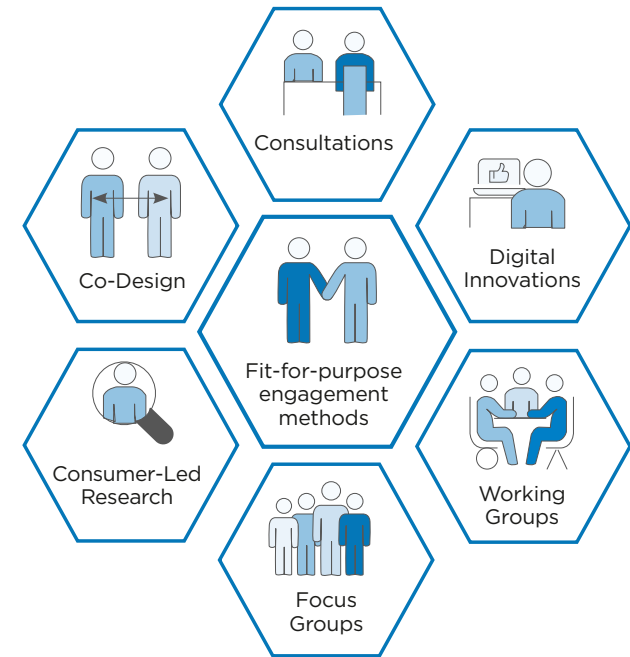 Consultations
Co-Design
Digital
Innovations
Fit-for-purpose
engagement
methods
Consumer-Led
Research
Working
Groups
Focus
Groups